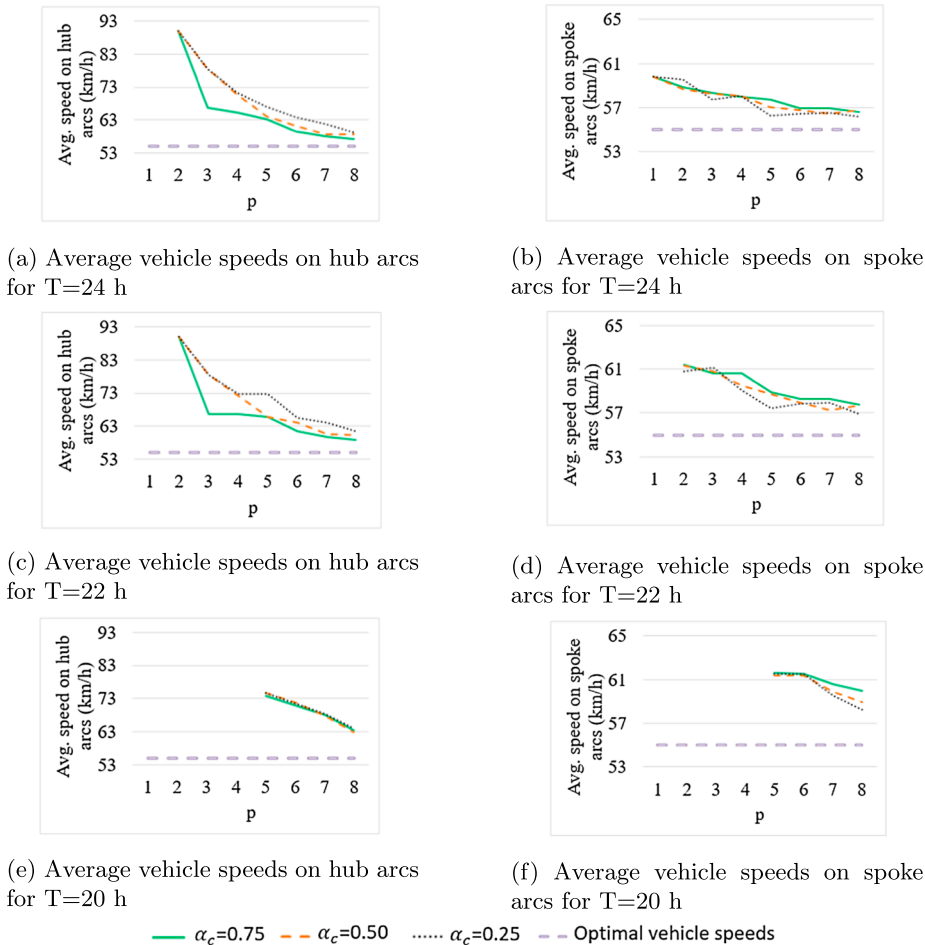 93
83
73
63
53
Avg. speed on hub
arcs (km/h)
1 2 3 4 5 6 7 8
p
(a) Average vehicle speeds on hub arcs
for T=24 h
65
61
57
53
Avg. speed on spoke
arcs (km/h)
1 2 3 4 5 6 7 8
p
(b) Average vehicle speeds on spoke
arcs for T=24 h
93
83
73
63
53
Avg. speed on hub
arcs (km/h)
1 2 3 4 5 6 7 8
p
(c) Average vehicle speeds on hub arcs
for T=22 h
65
61
57
53
Avg. speed on spoke
arcs (km/h)
1 2 3 4 5 6 7 8
p
(d) Average vehicle speeds on spoke
arcs for T=22 h
93
83
73
63
53
Avg. speed on hub
arcs (km/h)
1 2 3 4 5 6 7 8
p
(e) Average vehicle speeds on hub arcs
for T=20 h
65
61
57
53
Avg. speed on spoke
arcs (km/h)
1 2 3 4 5 6 7 8
p
(f) Average vehicle speeds on spoke
arcs for T=20 h
α_c=0.75 α_c=0.50 α_c=0.25 Optimal vehicle speeds